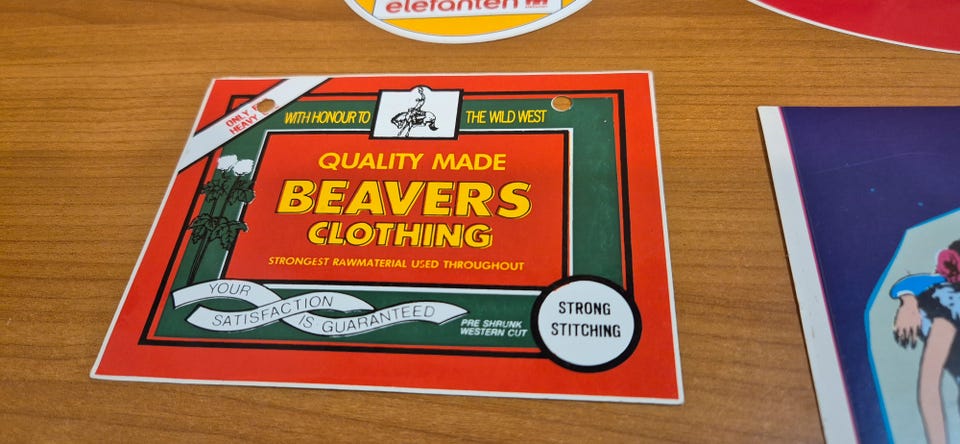 elefanten
ONLY
HEAVY
WITH HONOUR TO THE WILD WEST
QUALITY MADE
BEAVERS
CLOTHING
STRONGEST RAWMATERIAL USED THROUGHOUT
YOUR
SATISFACTION
IS GUARANTEED
PRE SHRUNK
WESTERN CUT
STRONG
STITCHING